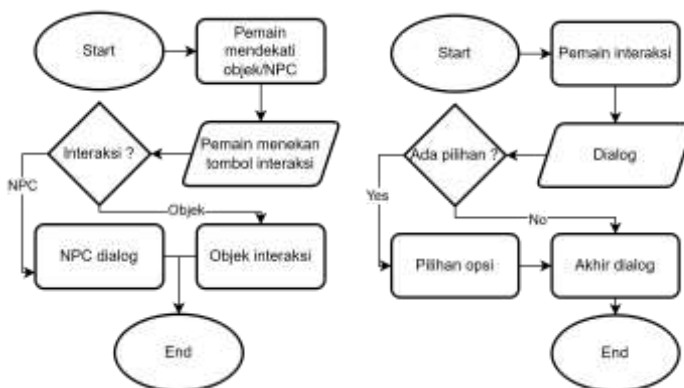 Start
Pemain
mendekati
objek/NPC
Interaksi ?
Pemain menekan
tombol interaksi
NPC
Objek
NPC dialog
Objek interaksi
End
Start
Pemain interaksi
Ada pilihan ?
Dialog
Yes
No
Pilihan opsi
Akhir dialog
End